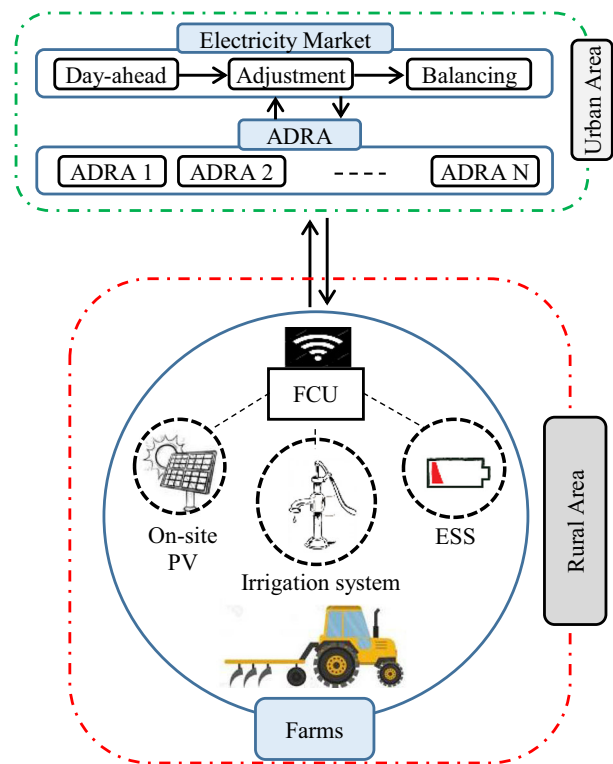 Electricity Market
Day-ahead
Adjustment
Balancing
ADRA
ADRA 1
ADRA 2
ADRA N
Urban Area
FCU
On-site
PV
Irrigation system
ESS
Rural Area
Farms